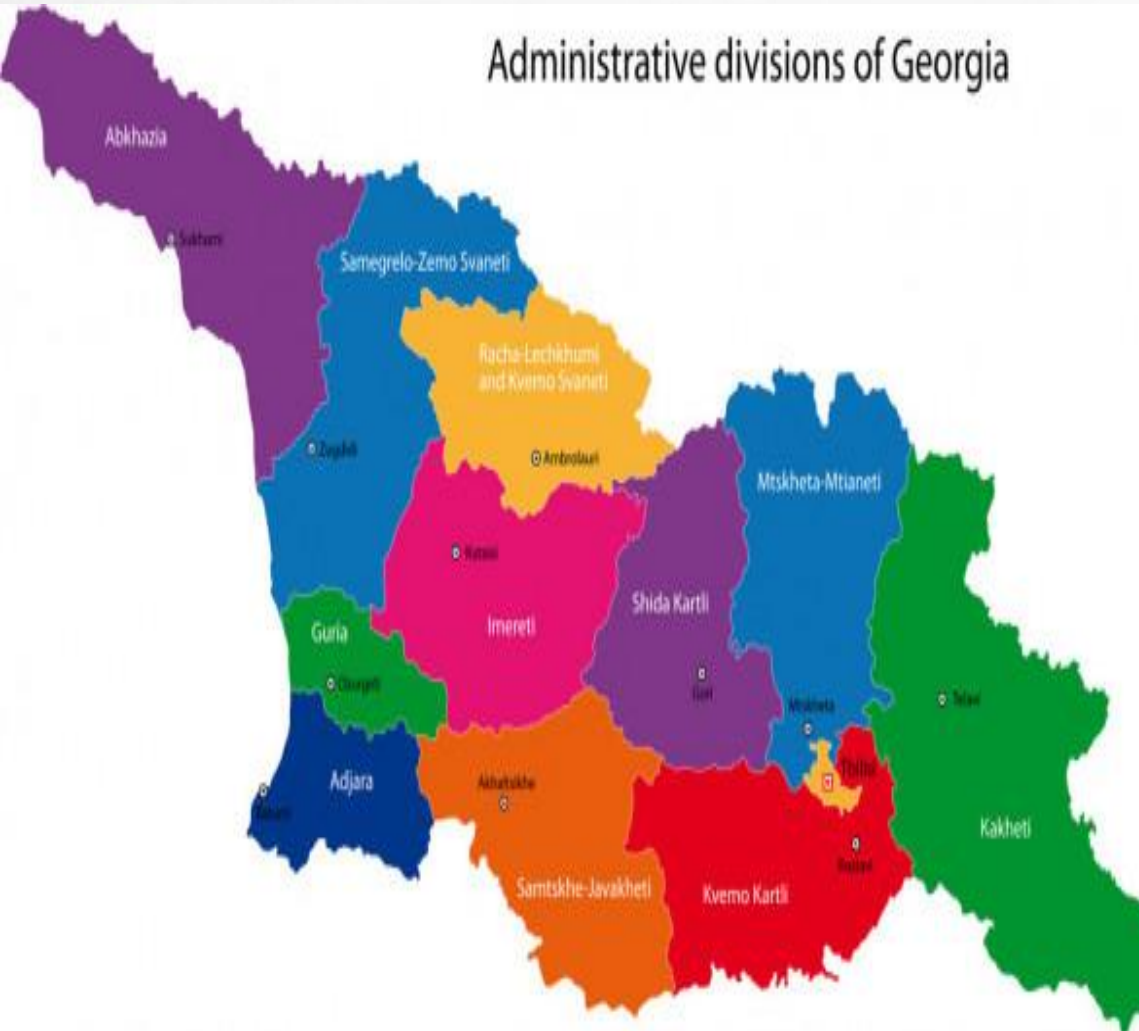 Administrative divisions of Georgia
Abkhazia
Sukhumi
Samegrelo-Zemo Svaneti
Racha-Lechkhumi
and Kvemo Svaneti
Zugdidi
Ambrolauri
Mtskheta-Mtianeti
Kutaisi
Shida Kartli
Imereti
Guria
Ozurgeti
Gori
Telavi
Mtskheta
Tbilisi
Adjara
Akhaltsikhe
Batumi
Kakheti
Rustavi
Samtskhe-Javakheti
Kvemo Kartli